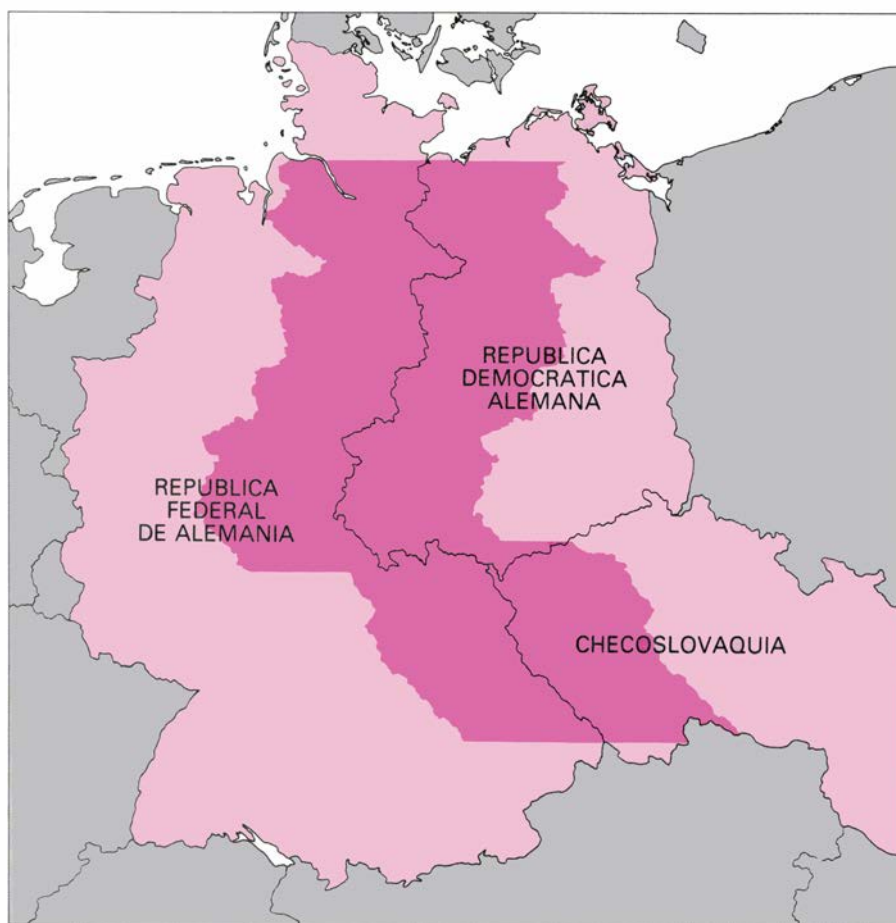 REPUBLICA
DEMOCRATICA
ALEMANA
REPUBLICA
FEDERAL
DE ALEMANIA
CHECOSLOVAQUIA